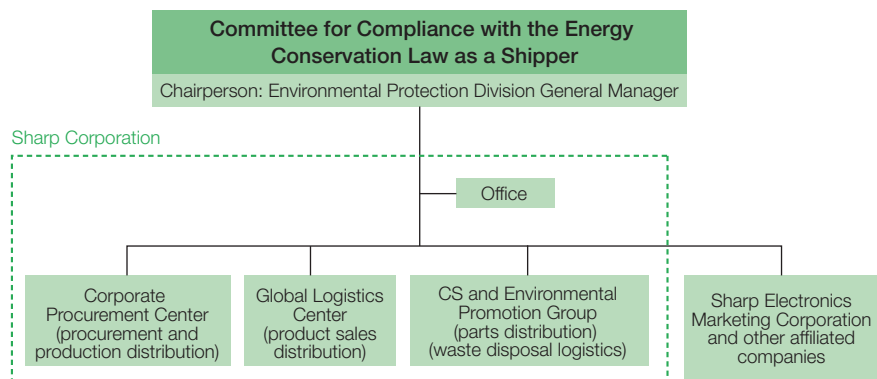 Committee for Compliance with the Energy
Conservation Law as a Shipper
Chairperson: Environmental Protection Division General Manager
Sharp Corporation
Office
Corporate
Procurement Center
(procurement and
production distribution)
Global Logistics
Center
(product sales
distribution)
CS and Environmental
Promotion Group
(parts distribution)
(waste disposal logistics)
Sharp Electronics
Marketing Corporation
and other affiliated
companies